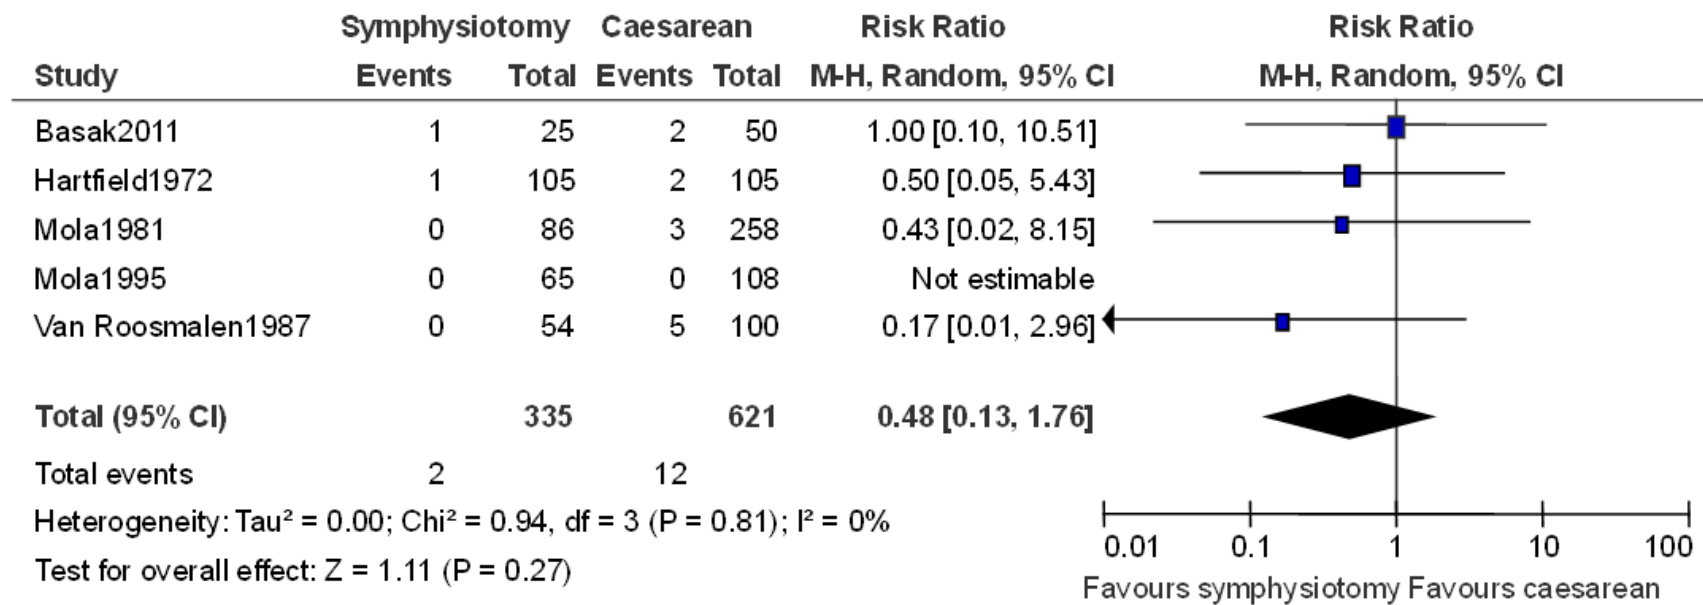 Symphysiotomy Caesarean Risk Ratio Risk Ratio
Study Events Total Events Total M-H, Random, 95% CI M-H, Random, 95% CI
Basak2011 1 25 2 50 1.00 [0.10, 10.51]
Hartfield1972 1 105 2 105 0.50 [0.05, 5.43]
Mola1981 0 86 3 258 0.43 [0.02, 8.15]
Mola1995 0 65 0 108 Not estimable
Van Roosmalen1987 0 54 5 100 0.17 [0.01, 2.96]
Total (95% CI) 335 621 0.48 [0.13, 1.76]
Total events 2 12
Heterogeneity: Tau² = 0.00; Chi² = 0.94, df = 3 (P = 0.81); I² = 0%
Test for overall effect: Z = 1.11 (P = 0.27)
0.01 0.1 1 10 100
Favours symphysiotomy Favours caesarean